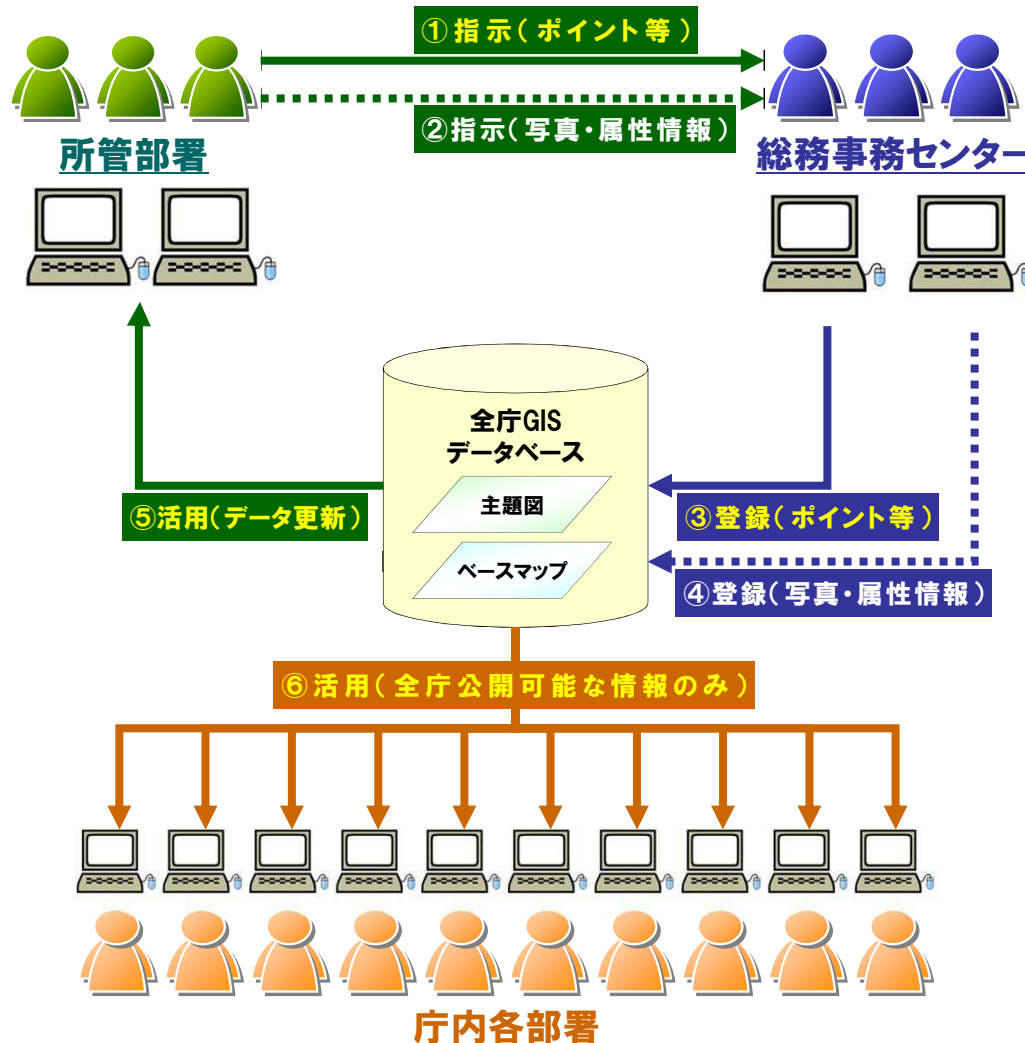 ①指示(ポイント等)
②指示(写真・属性情報)
所管部署
総務事務センター
全庁GIS
データベース
主題図
ベースマップ
⑤活用(データ更新)
③登録(ポイント等)
④登録(写真・属性情報)
⑥活用(全庁公開可能な情報のみ)
庁内各部署